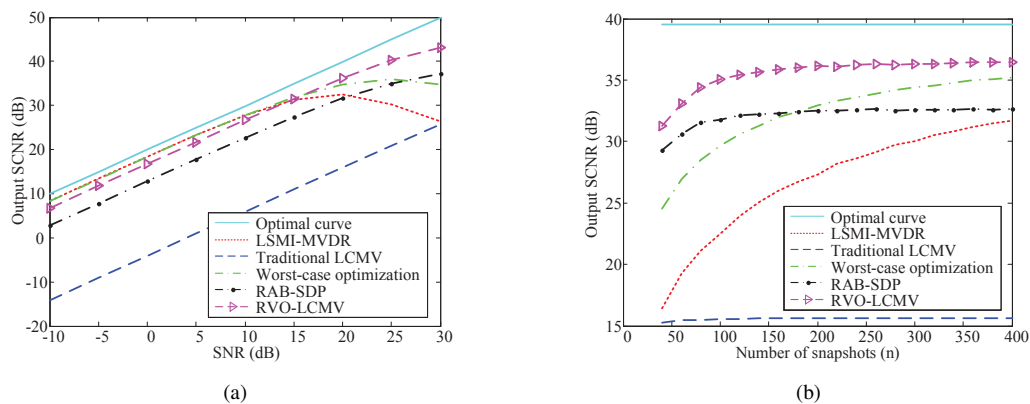 50
40
30
20
10
0
-10
-20
-10
-5
0
5
10
15
20
25
30
Output SCNR (dB)
SNR (dB)
Optimal curve
LSMI-MVDR
Traditional LCMV
Worst-case optimization
RAB-SDP
RVO-LCMV
(a)
40
35
30
25
20
15
50
100
150
200
250
300
350
400
Output SCNR (dB)
Number of snapshots (n)
Optimal curve
LSMI-MVDR
Traditional LCMV
Worst-case optimization
RAB-SDP
RVO-LCMV
(b)